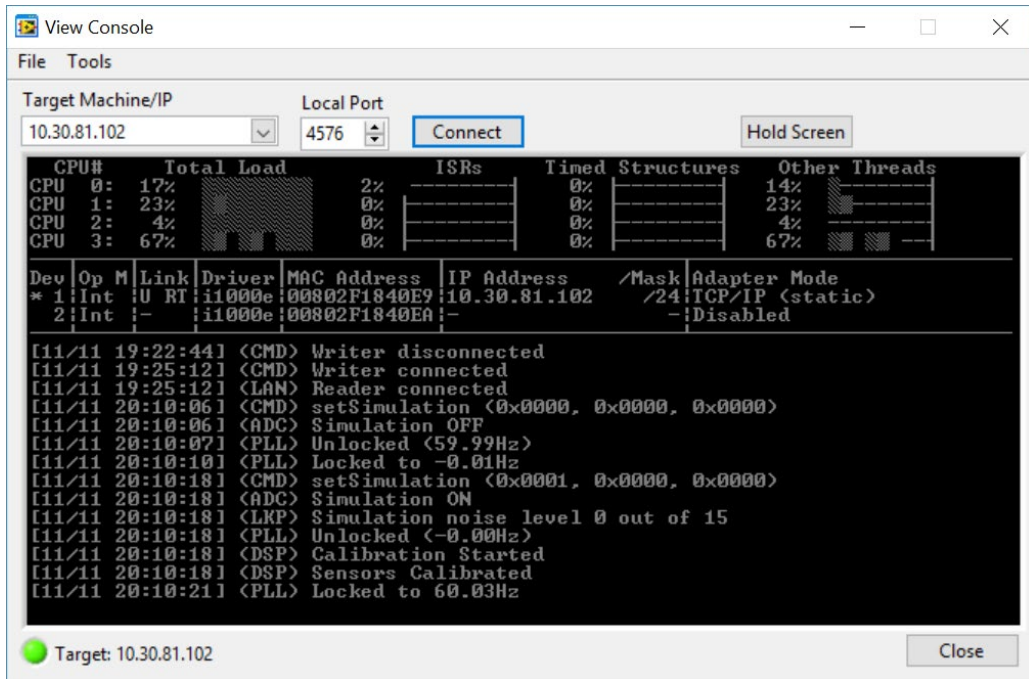 View Console
File Tools
Target Machine/IP Local Port
10.30.81.102 4576 Connect Hold Screen
CPU# Total Load ISRs Timed Structures Other Threads
CPU 0: 17% 2% 0% 14%
CPU 1: 23% 0% 0% 23%
CPU 2: 4% 0% 0% 4%
CPU 3: 67% 0% 0% 67%
Dev|Op M|Link|Driver|MAC Address |IP Address /Mask|Adapter Mode
* 1|Int |U RT|i1000e|00802F1840E9|10.30.81.102 /24|TCP/IP (static)
2|Int |- |i1000e|00802F1840EA|- -|Disabled
[11/11 19:22:44] (CMD) Writer disconnected
[11/11 19:25:12] (CMD) Writer connected
[11/11 19:25:12] (LAN) Reader connected
[11/11 20:10:06] (CMD) setSimulation (0x0000, 0x0000, 0x0000)
[11/11 20:10:06] (ADC) Simulation OFF
[11/11 20:10:07] (PLL) Unlocked (59.99Hz)
[11/11 20:10:10] (PLL) Locked to -0.01Hz
[11/11 20:10:18] (CMD) setSimulation (0x0001, 0x0000, 0x0000)
[11/11 20:10:18] (ADC) Simulation ON
[11/11 20:10:18] (LKP) Simulation noise level 0 out of 15
[11/11 20:10:18] (PLL) Unlocked (-0.00Hz)
[11/11 20:10:18] (DSP) Calibration Started
[11/11 20:10:18] (DSP) Sensors Calibrated
[11/11 20:10:21] (PLL) Locked to 60.03Hz
Target: 10.30.81.102 Close